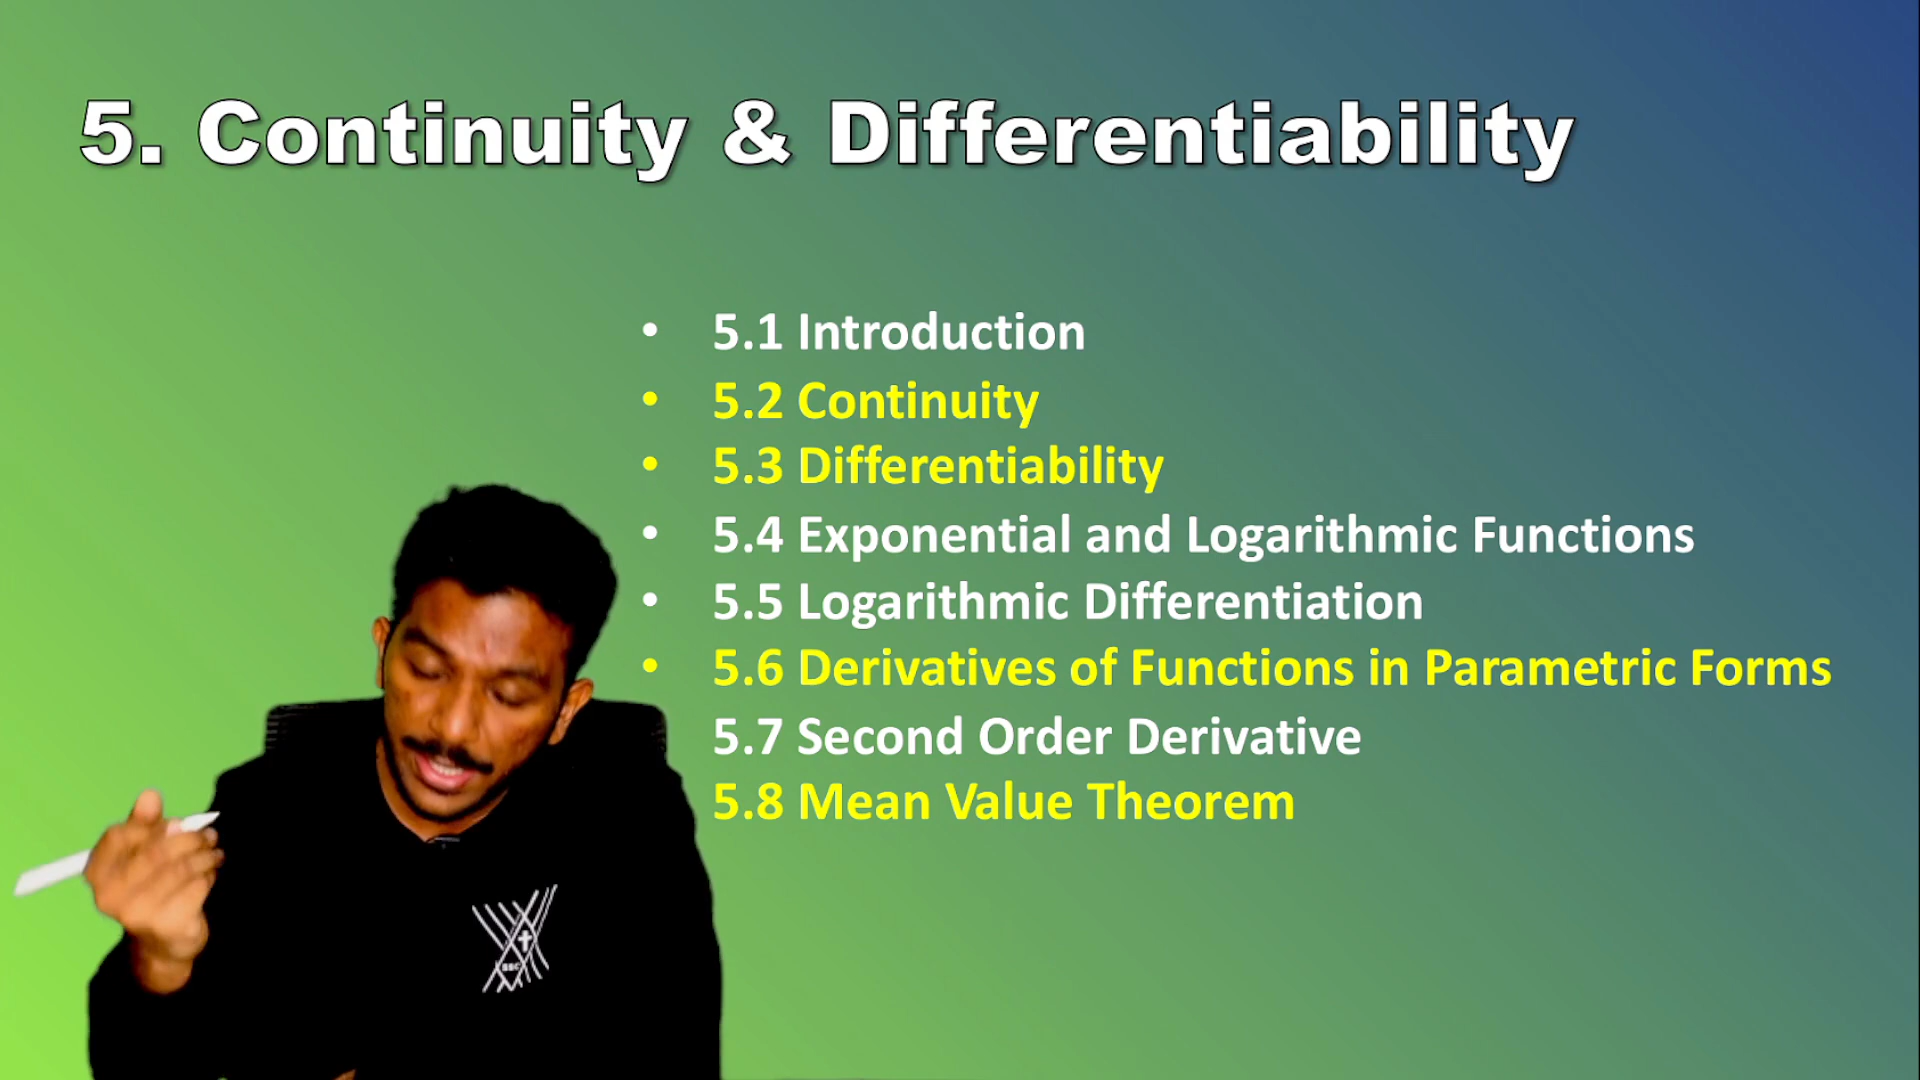 5. Continuity & Differentiability
• 5.1 Introduction
• 5.2 Continuity
• 5.3 Differentiability
• 5.4 Exponential and Logarithmic Functions
• 5.5 Logarithmic Differentiation
• 5.6 Derivatives of Functions in Parametric Forms
5.7 Second Order Derivative
5.8 Mean Value Theorem